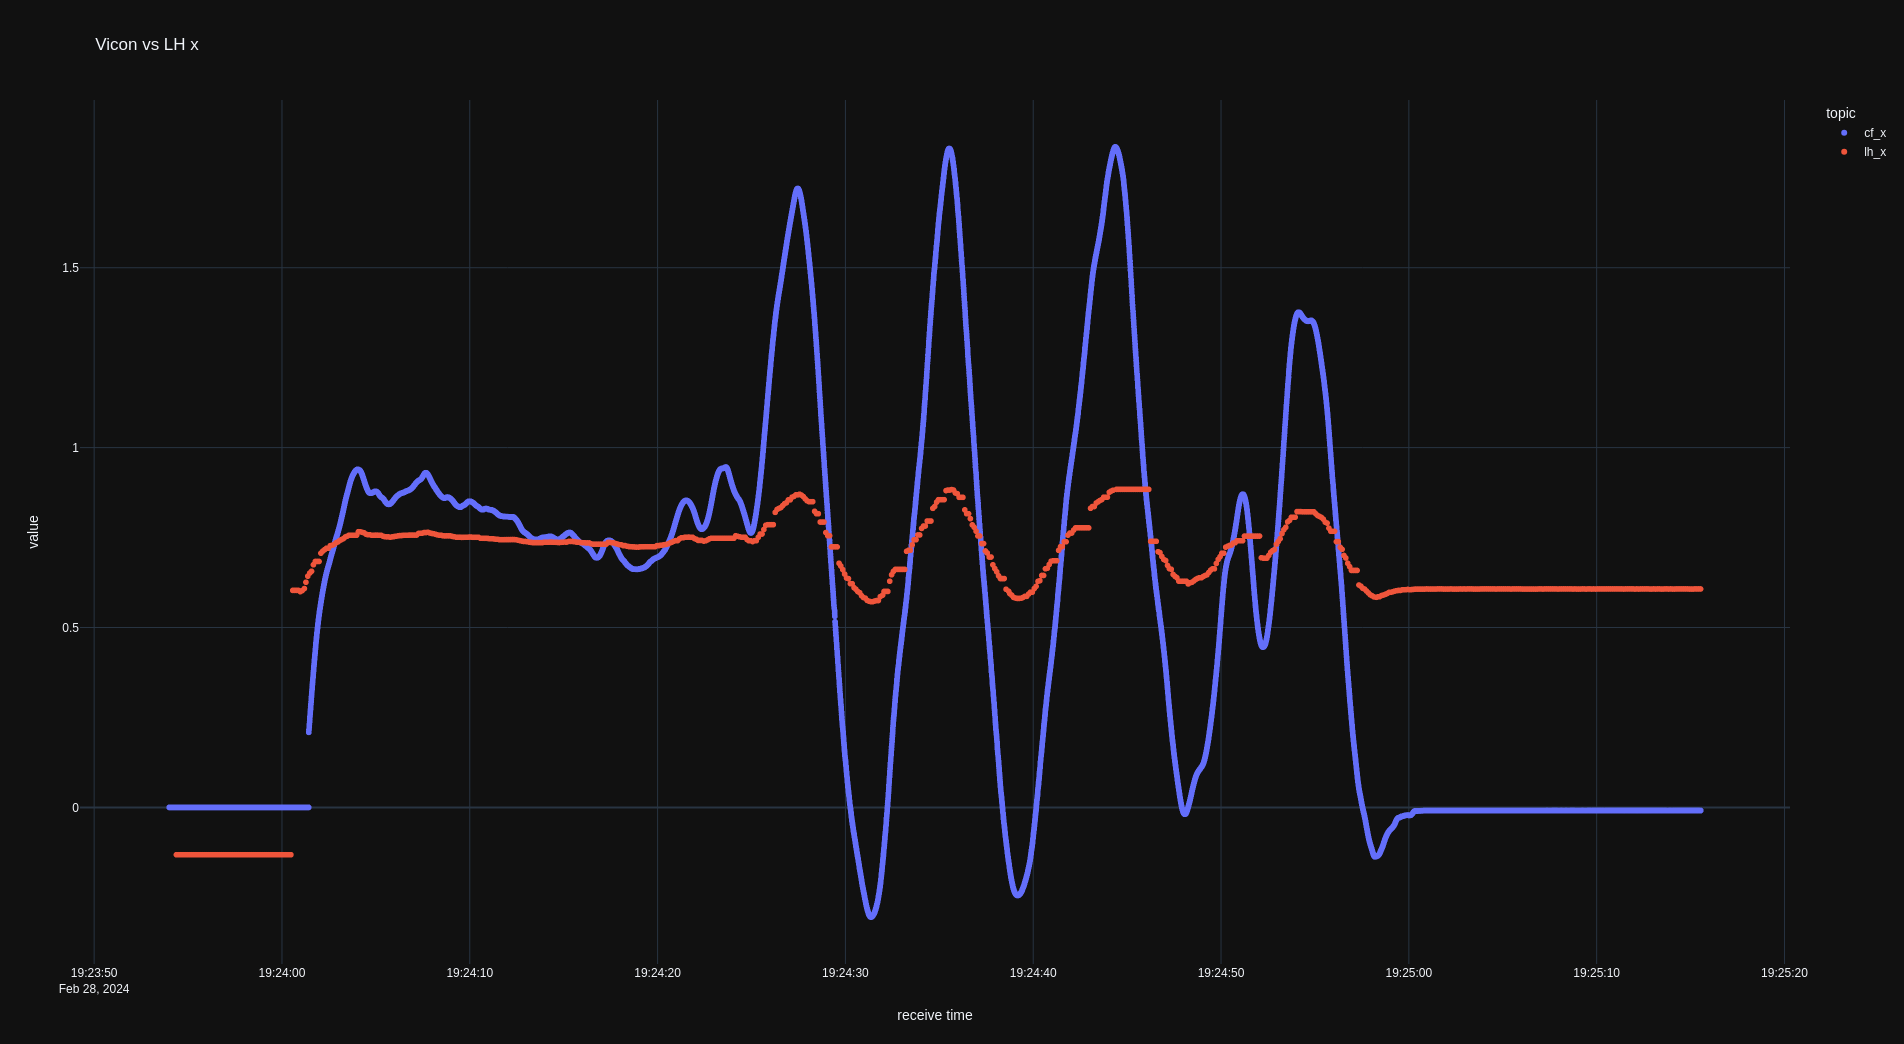 Vicon vs LH x
topic
cf_x
lh_x
1.5
1
0.5
0
value
19:23:50
Feb 28, 2024
19:24:00
19:24:10
19:24:20
19:24:30
19:24:40
19:24:50
19:25:00
19:25:10
19:25:20
receive time